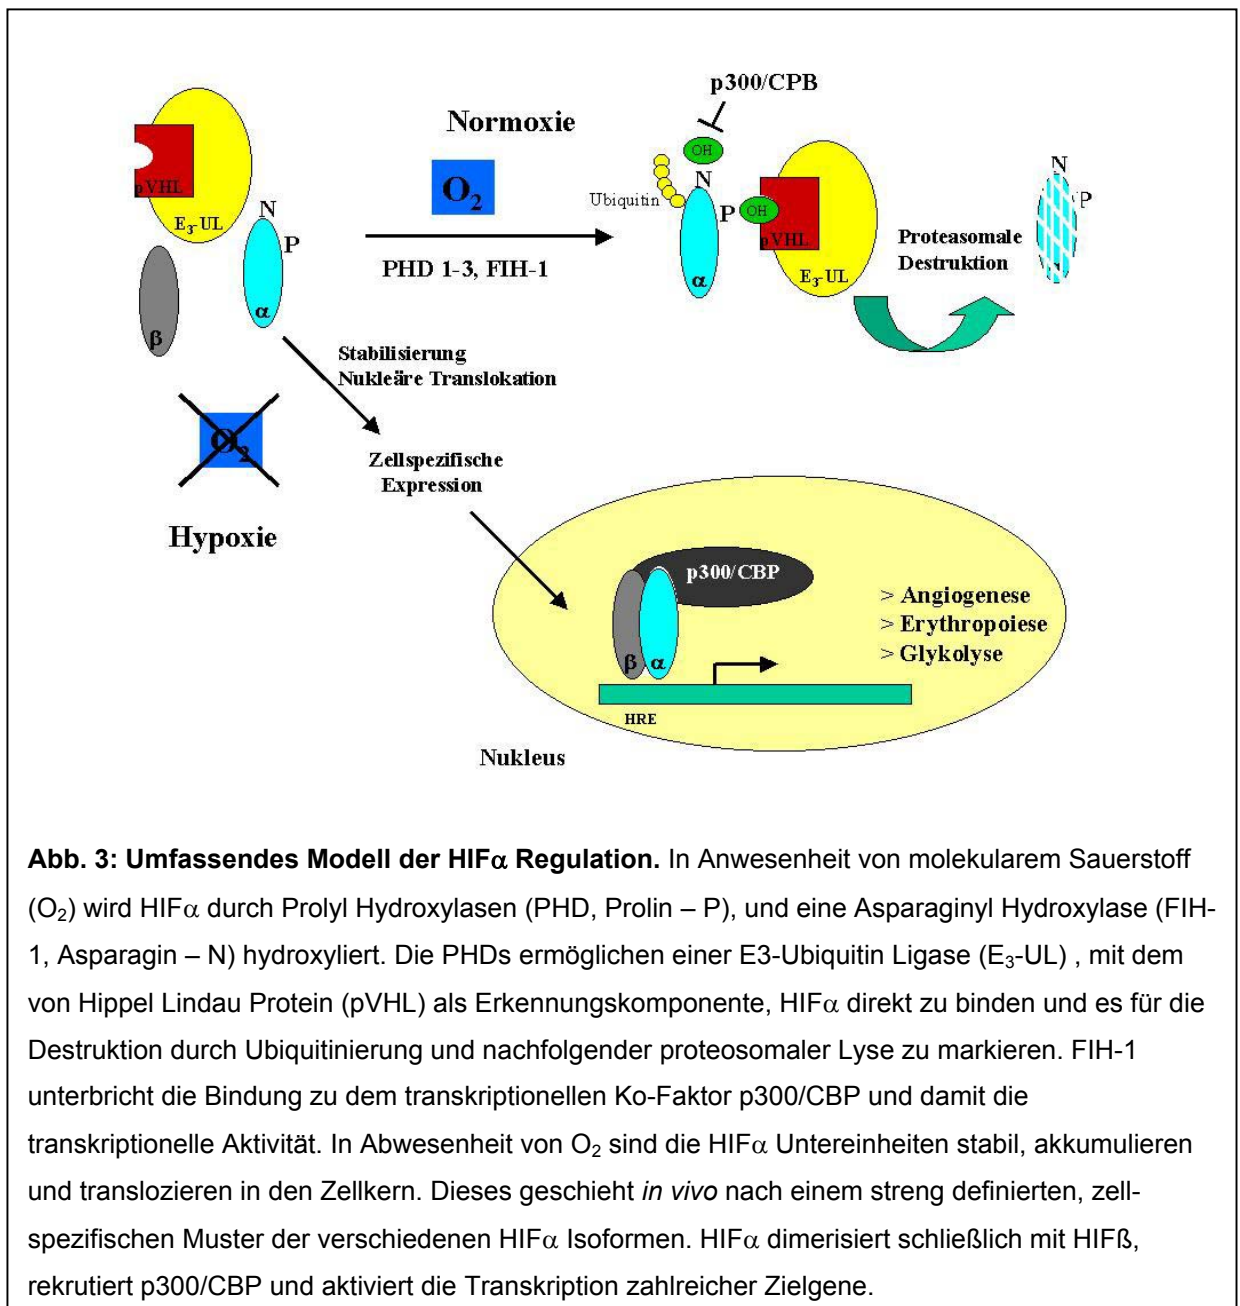 p300/CPB
Normoxie
OH
N
O₂
Ubiquitin
P
OH
pVHL
E₃-UL
α
N
P
Proteasomale
Destruktion
pVHL
E₃-UL
N
P
α
β
PHD 1-3, FIH-1
Stabilisierung
Nukleäre Translokation
O₂
Zellspezifische
Expression
Hypoxie
p300/CBP
> Angiogenese
> Erythropoiese
> Glykolyse
β
α
HRE
Nukleus
Abb. 3: Umfassendes Modell der HIFα Regulation. In Anwesenheit von molekularem Sauerstoff
(O₂) wird HIFα durch Prolyl Hydroxylasen (PHD, Prolin – P), und eine Asparaginyl Hydroxylase (FIH-
1, Asparagin – N) hydroxyliert. Die PHDs ermöglichen einer E3-Ubiquitin Ligase (E₃-UL) , mit dem
von Hippel Lindau Protein (pVHL) als Erkennungskomponente, HIFα direkt zu binden und es für die
Destruktion durch Ubiquitinierung und nachfolgender proteosomaler Lyse zu markieren. FIH-1
unterbricht die Bindung zu dem transkriptionellen Ko-Faktor p300/CBP und damit die
transkriptionelle Aktivität. In Abwesenheit von O₂ sind die HIFα Untereinheiten stabil, akkumulieren
und translozieren in den Zellkern. Dieses geschieht in vivo nach einem streng definierten, zell-
spezifischen Muster der verschiedenen HIFα Isoformen. HIFα dimerisiert schließlich mit HIFß,
rekrutiert p300/CBP und aktiviert die Transkription zahlreicher Zielgene.